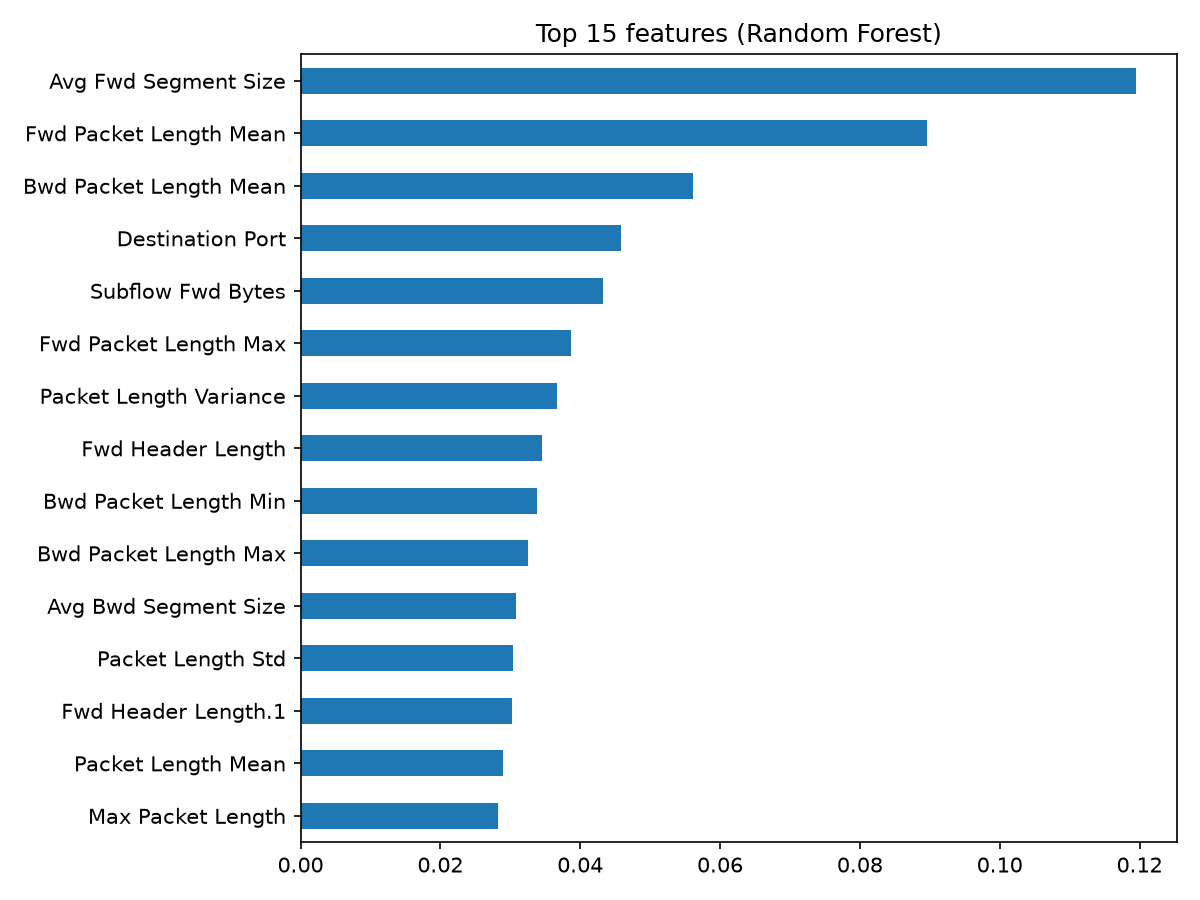 Top 15 features (Random Forest)
Avg Fwd Segment Size
Fwd Packet Length Mean
Bwd Packet Length Mean
Destination Port
Subflow Fwd Bytes
Fwd Packet Length Max
Packet Length Variance
Fwd Header Length
Bwd Packet Length Min
Bwd Packet Length Max
Avg Bwd Segment Size
Packet Length Std
Fwd Header Length.1
Packet Length Mean
Max Packet Length
0.00 0.02 0.04 0.06 0.08 0.10 0.12